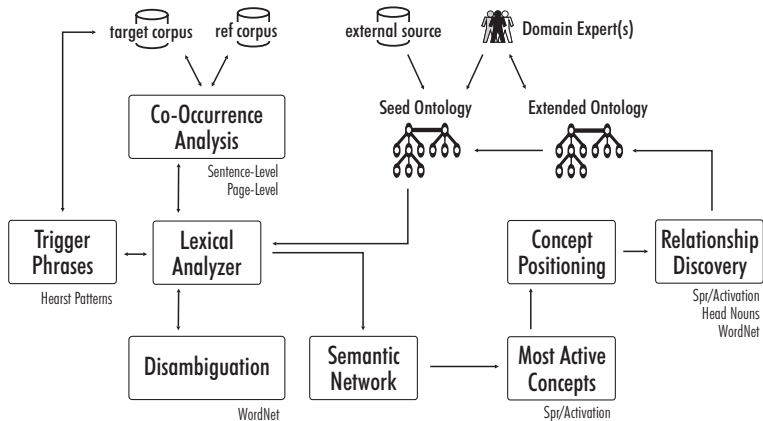 target corpus
ref corpus
external source
Domain Expert(s)
Co-Occurrence
Analysis
Sentence-Level
Page-Level
Seed Ontology
Extended Ontology
Trigger
Phrases
Hearst Patterns
Lexical
Analyzer
Concept
Positioning
Relationship
Discovery
Spr/Activation
Head Nouns
WordNet
Disambiguation
WordNet
Semantic
Network
Most Active
Concepts
Spr/Activation